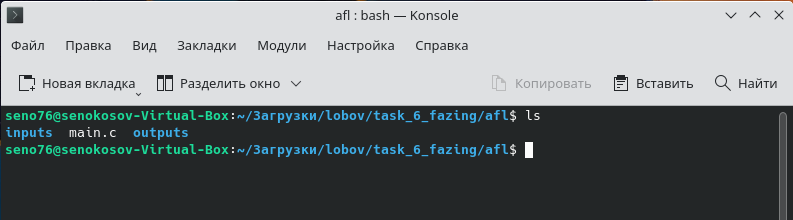 afl : bash — Konsole
Файл Правка Вид Закладки Модули Настройка Справка
Новая вкладка Разделить окно Копировать Вставить Найти
seno76@senokosov-Virtual-Box:~/Загрузки/lobov/task_6_fazing/afl$ ls
inputs main.c outputs
seno76@senokosov-Virtual-Box:~/Загрузки/lobov/task_6_fazing/afl$